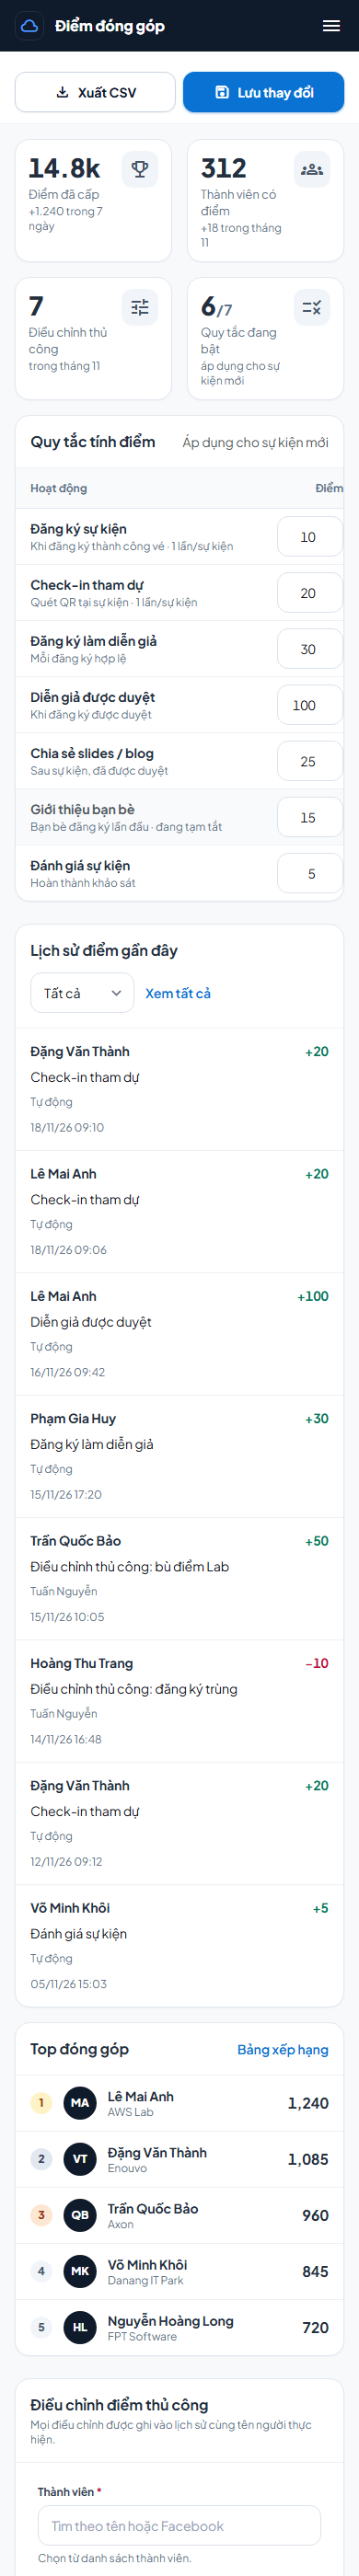 Điểm đóng góp
Xuất CSV
Lưu thay đổi
14.8k
Điểm đã cấp
+1.240 trong 7
ngày
312
Thành viên có
điểm
+18 trong tháng
11
7
Điều chỉnh thủ
công
trong tháng 11
6/7
Quy tắc đang
bật
áp dụng cho sự
kiện mới
Quy tắc tính điểm
Áp dụng cho sự kiện mới
Hoạt động
Điểm
Đăng ký sự kiện
Khi đăng ký thành công vé · 1 lần/sự kiện
10
Check-in tham dự
Quét QR tại sự kiện · 1 lần/sự kiện
20
Đăng ký làm diễn giả
Mỗi đăng ký hợp lệ
30
Diễn giả được duyệt
Khi đăng ký được duyệt
100
Chia sẻ slides / blog
Sau sự kiện, đã được duyệt
25
Giới thiệu bạn bè
Bạn bè đăng ký lần đầu · đang tạm tắt
15
Đánh giá sự kiện
Hoàn thành khảo sát
5
Lịch sử điểm gần đây
Tất cả
Xem tất cả
Đặng Văn Thành
+20
Check-in tham dự
Tự động
18/11/26 09:10
Lê Mai Anh
+20
Check-in tham dự
Tự động
18/11/26 09:06
Lê Mai Anh
+100
Diễn giả được duyệt
Tự động
16/11/26 09:42
Phạm Gia Huy
+30
Đăng ký làm diễn giả
Tự động
15/11/26 17:20
Trần Quốc Bảo
+50
Điều chỉnh thủ công: bù điểm Lab
Tuấn Nguyễn
15/11/26 10:05
Hoàng Thu Trang
−10
Điều chỉnh thủ công: đăng ký trùng
Tuấn Nguyễn
14/11/26 16:48
Đặng Văn Thành
+20
Check-in tham dự
Tự động
12/11/26 09:12
Võ Minh Khôi
+5
Đánh giá sự kiện
Tự động
05/11/26 15:03
Top đóng góp
Bảng xếp hạng
1
MA
Lê Mai Anh
AWS Lab
1,240
2
VT
Đặng Văn Thành
Enouvo
1,085
3
QB
Trần Quốc Bảo
Axon
960
4
MK
Võ Minh Khôi
Danang IT Park
845
5
HL
Nguyễn Hoàng Long
FPT Software
720
Điều chỉnh điểm thủ công
Mọi điều chỉnh được ghi vào lịch sử cùng tên người thực
hiện.
Thành viên *
Tìm theo tên hoặc Facebook
Chọn từ danh sách thành viên.